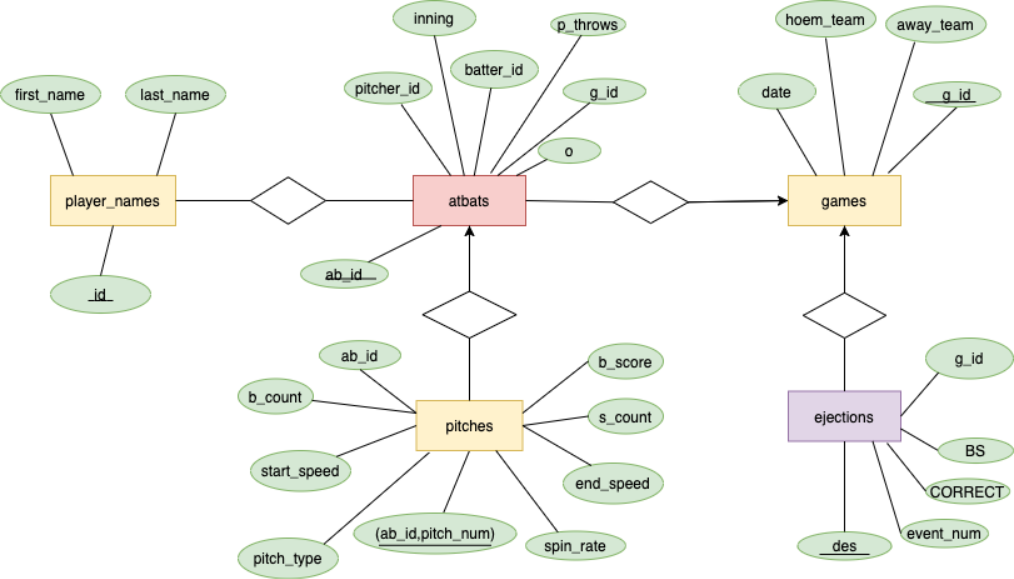 inning
p_throws
hoem_team
away_team
batter_id
pitcher_id
g_id
first_name
last_name
date
g_id
o
player_names
atbats
games
ab_id
id
ab_id
b_score
g_id
b_count
s_count
pitches
ejections
BS
start_speed
end_speed
CORRECT
(ab_id,pitch_num)
event_num
pitch_type
spin_rate
des